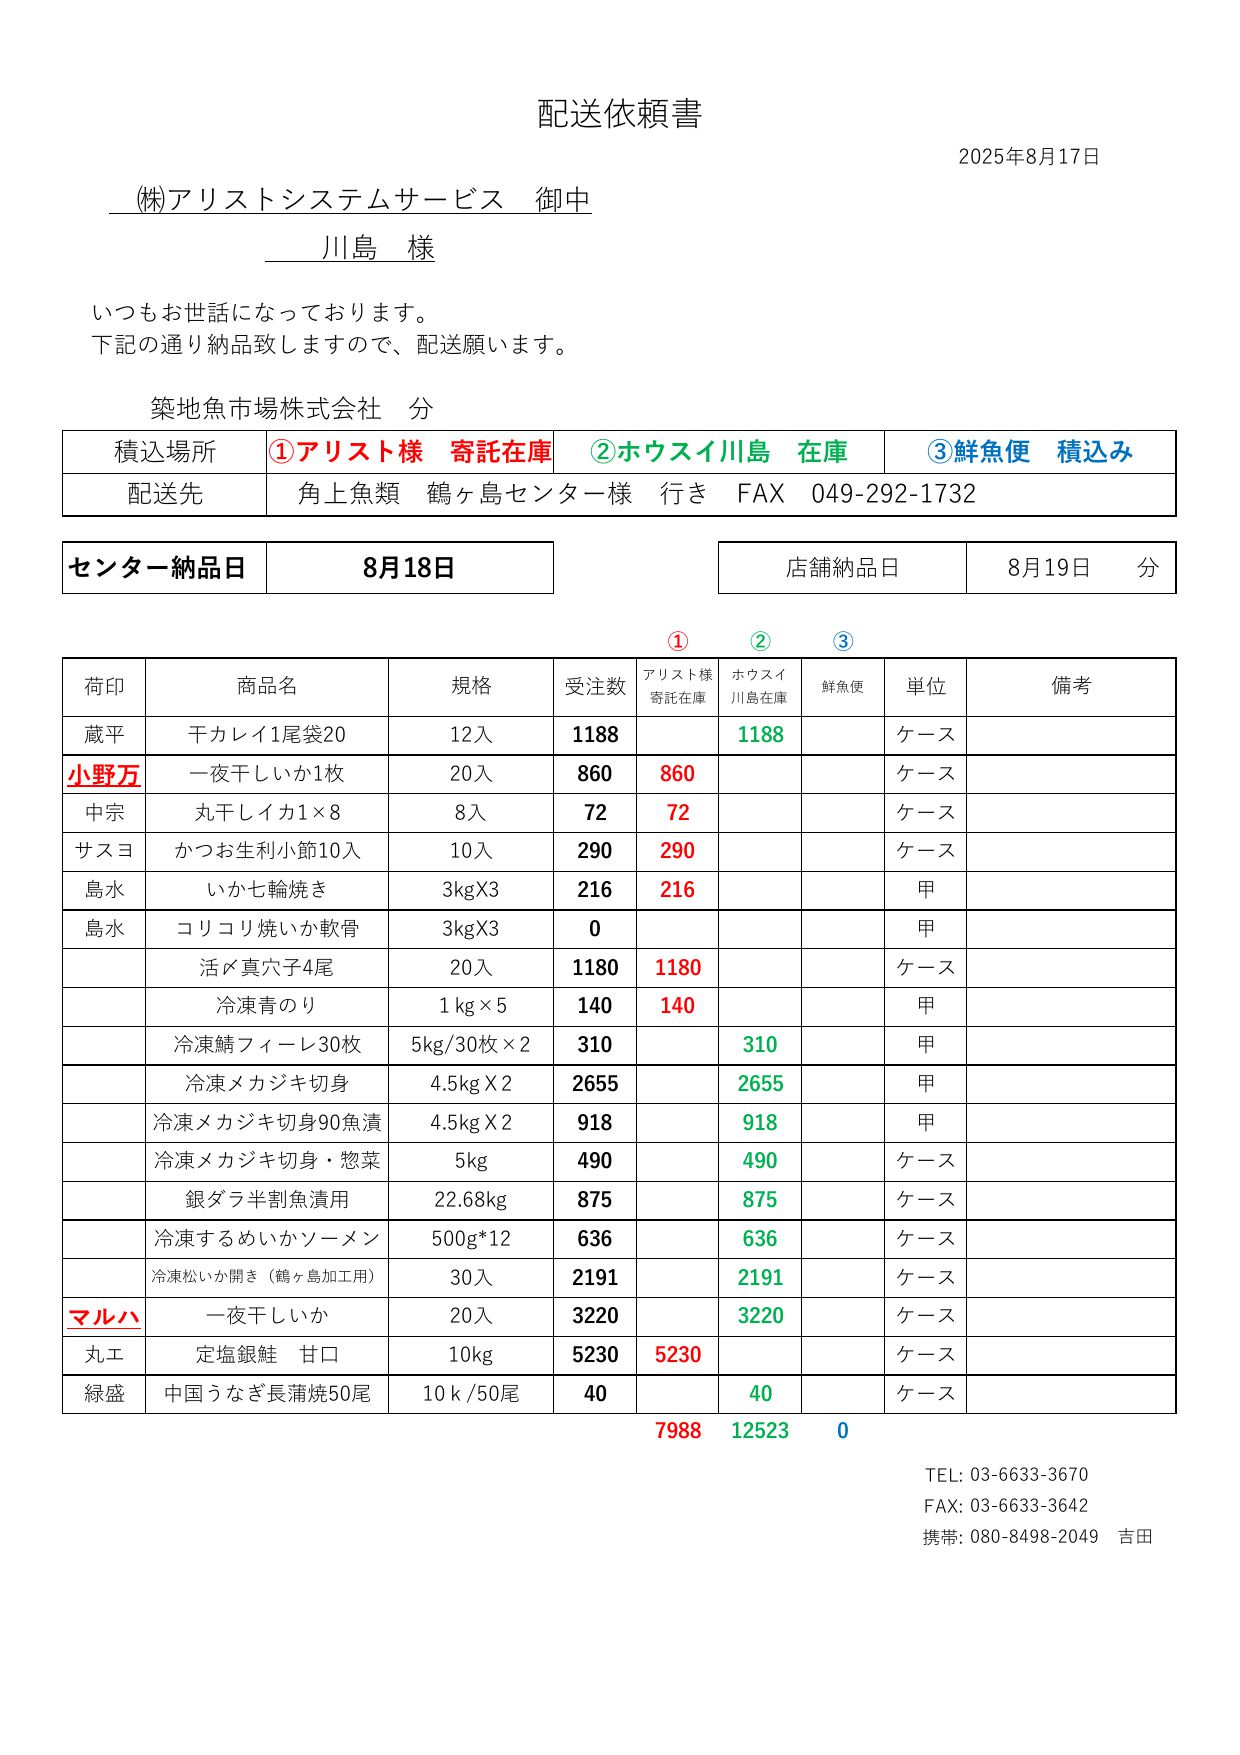 配送依頼書
2025年8月17日
㈱アリストシステムサービス　御中
川島　様
いつもお世話になっております。
下記の通り納品致しますので、配送願います。
築地魚市場株式会社　分
積込場所 ①アリスト様　寄託在庫 ②ホウスイ川島　在庫 ③鮮魚便　積込み
配送先 角上魚類　鶴ヶ島センター様　行き　FAX　049-292-1732
センター納品日 8月18日 店舗納品日 8月19日　分
① ② ③
荷印 商品名 規格 受注数 アリスト様 寄託在庫 ホウスイ 川島在庫 鮮魚便 単位 備考
蔵平 干カレイ1尾袋20 12入 1188 1188 ケース
小野万 一夜干しいか1枚 20入 860 860 ケース
中宗 丸干しイカ1×8 8入 72 72 ケース
サスヨ かつお生利小節10入 10入 290 290 ケース
島水 いか七輪焼き 3kgX3 216 216 甲
島水 コリコリ焼いか軟骨 3kgX3 0 甲
活〆真穴子4尾 20入 1180 1180 ケース
冷凍青のり 1kg×5 140 140 甲
冷凍鯖フィーレ30枚 5kg/30枚×2 310 310 甲
冷凍メカジキ切身 4.5kgX2 2655 2655 甲
冷凍メカジキ切身90魚漬 4.5kgX2 918 918 甲
冷凍メカジキ切身・惣菜 5kg 490 490 ケース
銀ダラ半割魚漬用 22.68kg 875 875 ケース
冷凍するめいかソーメン 500g*12 636 636 ケース
冷凍松いか開き（鶴ヶ島加工用） 30入 2191 2191 ケース
マルハ 一夜干しいか 20入 3220 3220 ケース
丸エ 定塩銀鮭　甘口 10kg 5230 5230 ケース
緑盛 中国うなぎ長蒲焼50尾 10ｋ/50尾 40 40 ケース
7988 12523 0
TEL: 03-6633-3670
FAX: 03-6633-3642
携帯: 080-8498-2049　吉田